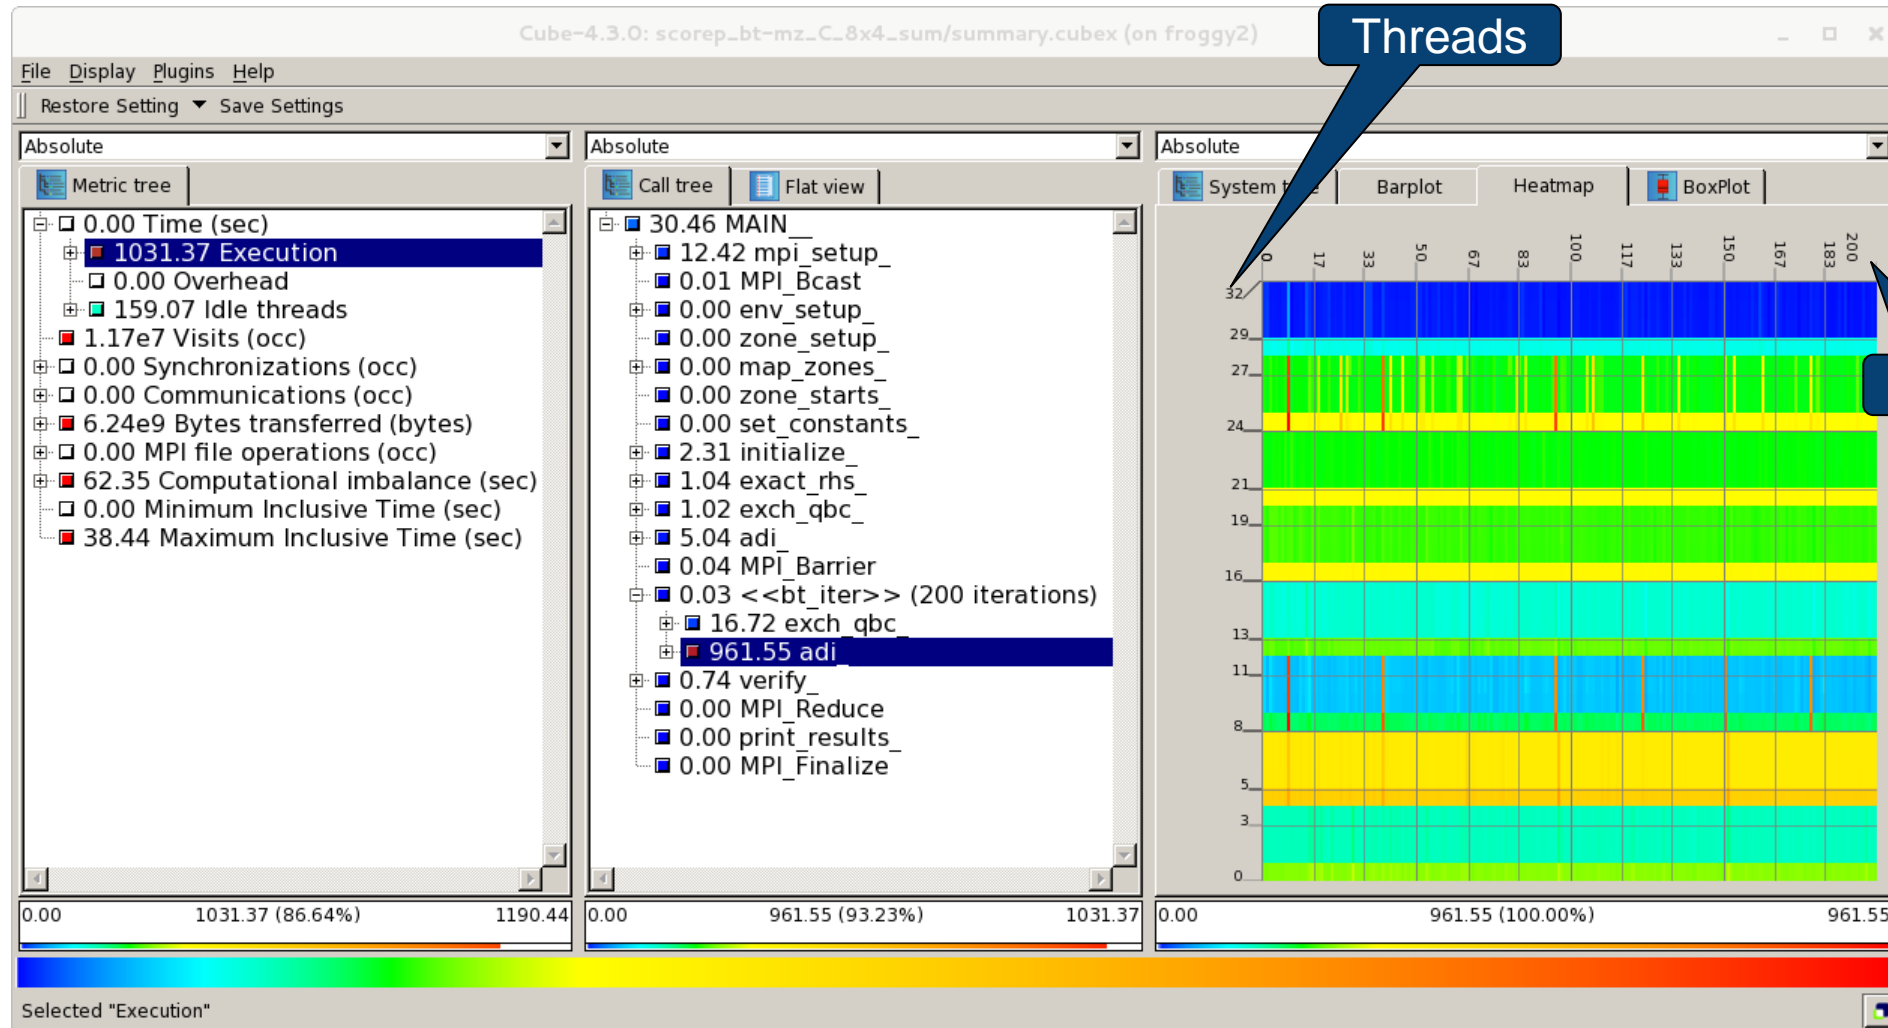 Cube-4.3.0: scorep_bt-mz_C_8x4_sum/summary.cubex (on froggy2)
Threads
File Display Plugins Help
Restore Setting Save Settings
Absolute
Metric tree
0.00 Time (sec)
1031.37 Execution
0.00 Overhead
159.07 Idle threads
1.17e7 Visits (occ)
0.00 Synchronizations (occ)
0.00 Communications (occ)
6.24e9 Bytes transferred (bytes)
0.00 MPI file operations (occ)
62.35 Computational imbalance (sec)
0.00 Minimum Inclusive Time (sec)
38.44 Maximum Inclusive Time (sec)
0.00 1031.37 (86.64%) 1190.44
Absolute
Call tree Flat view
30.46 MAIN__
12.42 mpi_setup_
0.01 MPI_Bcast
0.00 env_setup_
0.00 zone_setup_
0.00 map_zones_
0.00 zone_starts_
0.00 set_constants_
2.31 initialize_
1.04 exact_rhs_
1.02 exch_qbc_
5.04 adi_
0.04 MPI_Barrier
0.03 <<bt_iter>> (200 iterations)
16.72 exch_qbc_
961.55 adi_
0.74 verify_
0.00 MPI_Reduce
0.00 print_results_
0.00 MPI_Finalize
0.00 961.55 (93.23%) 1031.37
Absolute
System Barplot Heatmap BoxPlot
0 17 33 50 67 83 100 117 133 150 167 183 200
32
29
27
24
21
19
16
13
11
8
5
3
0
0.00 961.55 (100.00%) 961.55
Selected "Execution"